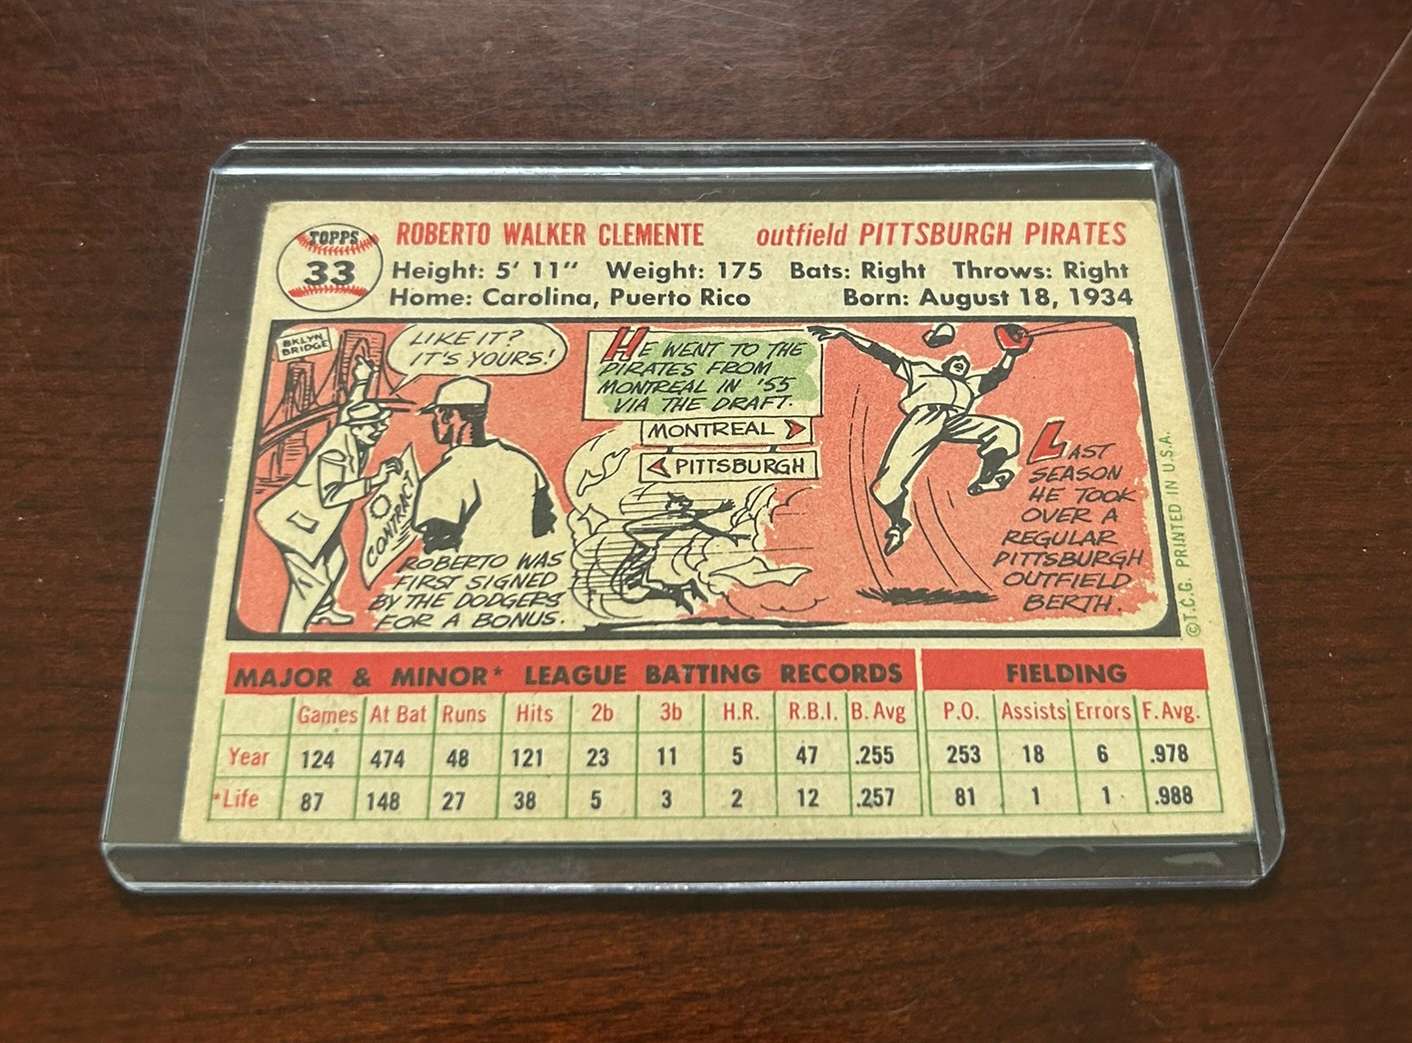 TOPPS
33
ROBERTO WALKER CLEMENTE outfield PITTSBURGH PIRATES
Height: 5' 11" Weight: 175 Bats: Right Throws: Right
Home: Carolina, Puerto Rico Born: August 18, 1934
BKLYN
BRIDGE
LIKE IT?
IT'S YOURS!
CONTRACT
ROBERTO WAS
FIRST SIGNED
BY THE DODGERS
FOR A BONUS.
HE WENT TO THE
PIRATES FROM
MONTREAL IN '55
VIA THE DRAFT.
MONTREAL
PITTSBURGH
LAST
SEASON
HE TOOK
OVER A
REGULAR
PITTSBURGH
OUTFIELD
BERTH.
©T.C.G. PRINTED IN U.S.A.
MAJOR & MINOR* LEAGUE BATTING RECORDS FIELDING
Games At Bat Runs Hits 2b 3b H.R. R.B.I. B. Avg P.O. Assists Errors F. Avg.
Year 124 474 48 121 23 11 5 47 .255 253 18 6 .978
*Life 87 148 27 38 5 3 2 12 .257 81 1 1 .988